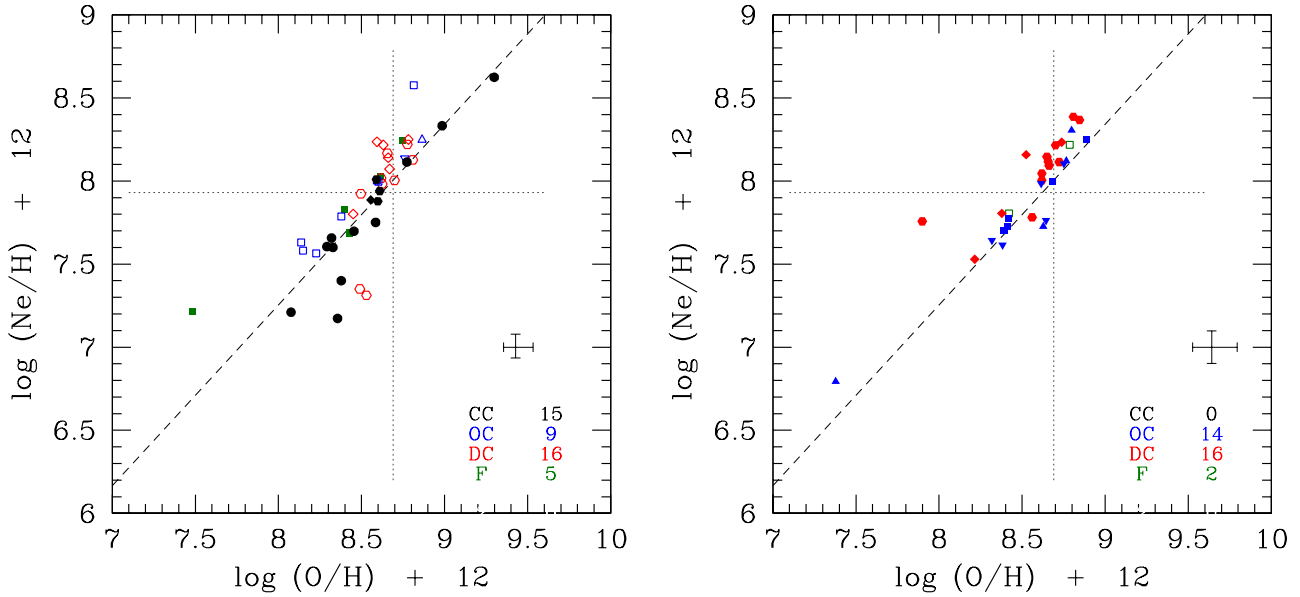 9 9
8.5 8.5
8 8
7.5 7.5
7 7
6.5 6.5
6 6
log (Ne/H) + 12 log (Ne/H) + 12
CC 15 CC 0
OC 9 OC 14
DC 16 DC 16
F 5 F 2
7 7.5 8 8.5 9 9.5 10 7 7.5 8 8.5 9 9.5 10
log (O/H) + 12 log (O/H) + 12